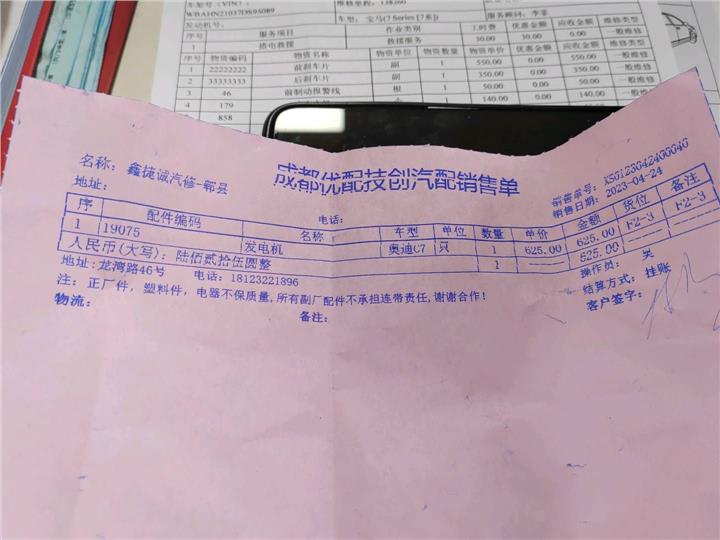 车架号(VIN):
维修里程: 138260
WBAHN21037DS95089
车型: 宝马(7 Series [7系])
服务顾问: 李菲
发动机号:
服务项目 作业类别 工时费 优惠金额 应收金额 维修类型
1 搭电救援 救援服务 30.00 30.00 0.00 一般维修
物资编码 物资名称 物资单位 物资数量 物资单价 优惠金额 应收金额 维修类型
1 22222222 前刹车片 副 1 550.00 0.00 550.00 一般维修
2 33333333 后刹车片 副 1 350.00 0.00 350.00 一般维修
3 46 前制动报警线 根 1 50.00 0.00 50.00 一般维修
4 179 1 140.00 0.00 140.00 一般维修
858
成都优配技创汽配销售单
名称: 鑫捷诚汽修-郫县
销售单号: XS0123042400040
地址:
电话:
销售日期: 2023-04-24
序 配件编码 名称 车型 单位 数量 单价 金额 货位 备注
1 19075 发电机 奥迪C7 只 1 625.00 625.00 F2-3 F2-3
人民币(大写): 陆佰贰拾伍圆整 1 625.00
地址:龙湾路46号 电话: 18123221896 操作员: 吴
注: 正厂件, 塑料件, 电器不保质量,所有副厂配件不承担连带责任,谢谢合作! 结算方式: 挂账
物流: 备注: 客户签字: